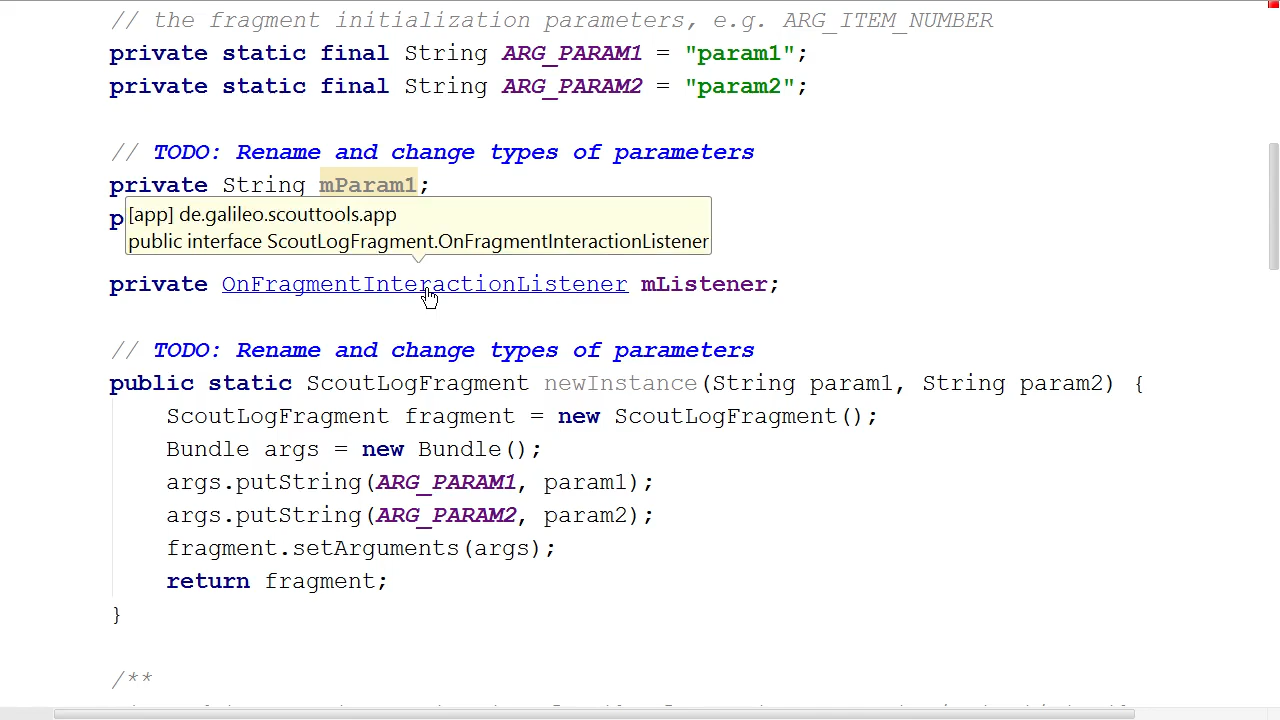 // the fragment initialization parameters, e.g. ARG_ITEM_NUMBER
private static final String ARG_PARAM1 = "param1";
private static final String ARG_PARAM2 = "param2";
// TODO: Rename and change types of parameters
private String mParam1;
p
[app] de.galileo.scouttools.app
public interface ScoutLogFragment.OnFragmentInteractionListener
private OnFragmentInteractionListener mListener;
// TODO: Rename and change types of parameters
public static ScoutLogFragment newInstance(String param1, String param2) {
ScoutLogFragment fragment = new ScoutLogFragment();
Bundle args = new Bundle();
args.putString(ARG_PARAM1, param1);
args.putString(ARG_PARAM2, param2);
fragment.setArguments(args);
return fragment;
}
/**